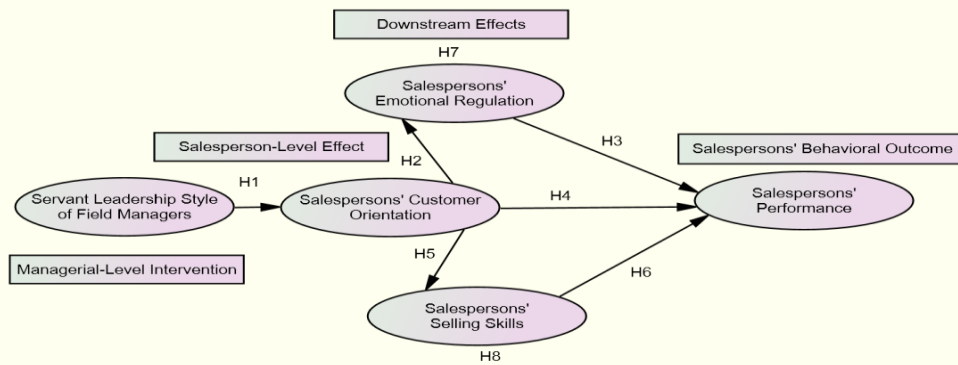 Downstream Effects
H7
Salespersons'
Emotional Regulation
H3
Salesperson-Level Effect
Salespersons' Behavioral Outcome
H2
H1
Servant Leadership Style
of Field Managers
Salespersons' Customer
Orientation
H4
Salespersons'
Performance
H5
Managerial-Level Intervention
H6
Salespersons'
Selling Skills
H8